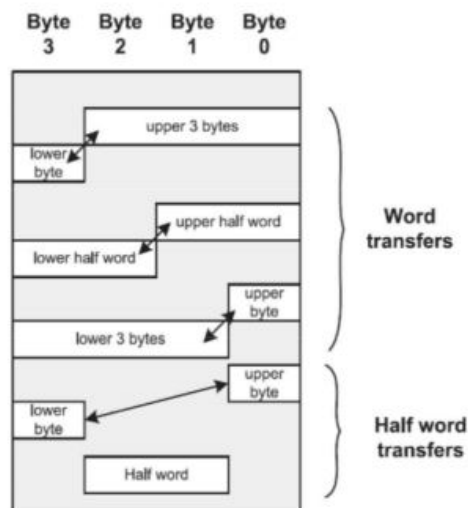 Byte Byte Byte Byte
3 2 1 0
upper 3 bytes
lower
byte
upper half word
Word
transfers
lower half word
upper
byte
lower 3 bytes
upper
byte
lower
byte
Half word
transfers
Half word